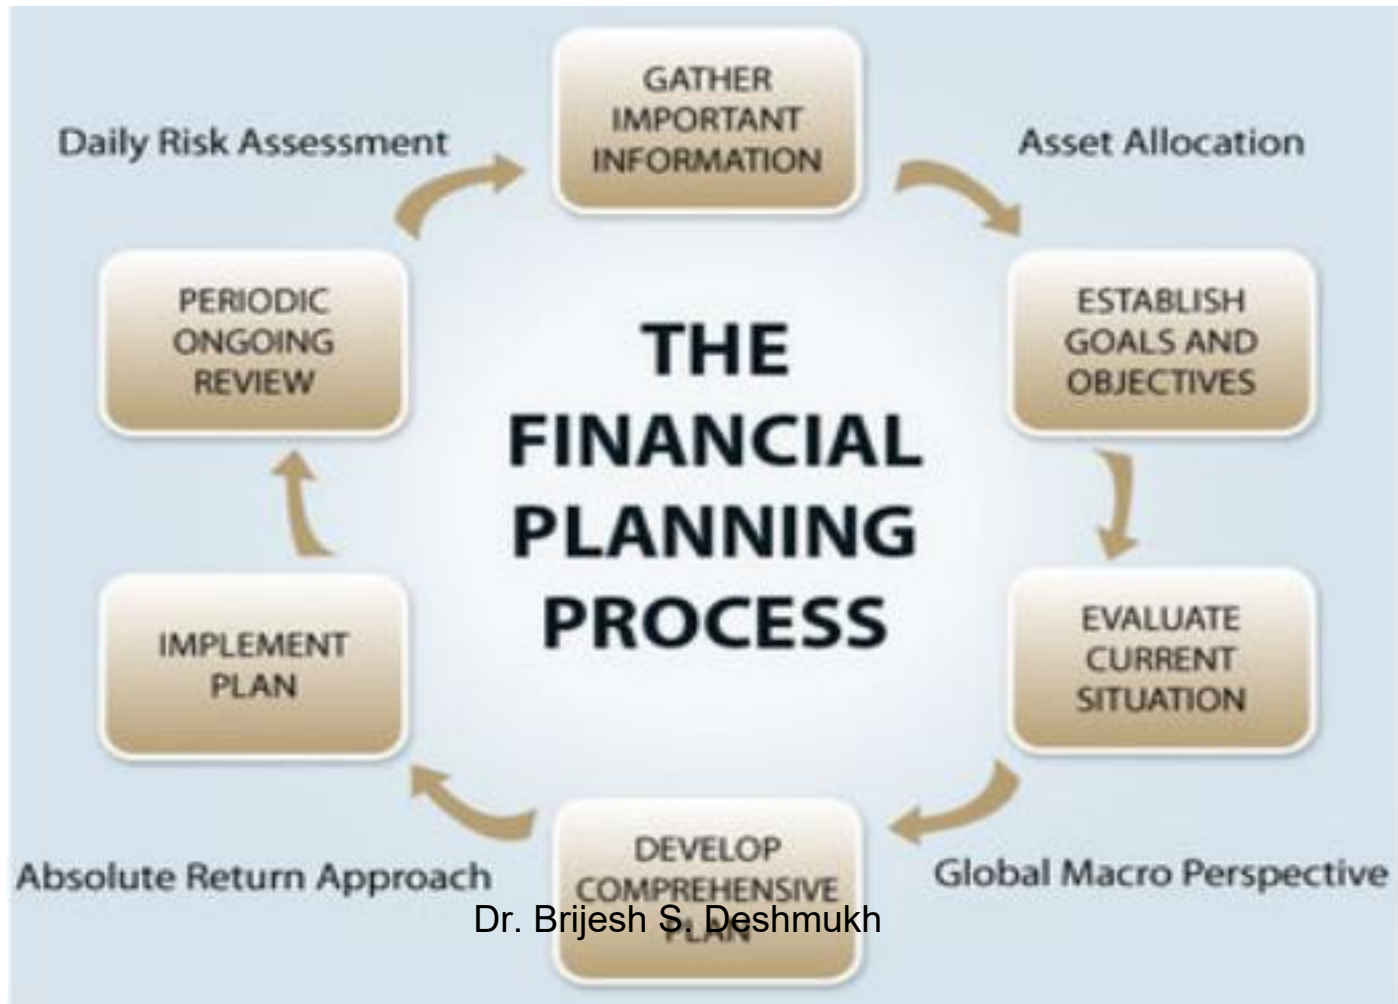 GATHER
IMPORTANT
INFORMATION
Daily Risk Assessment
Asset Allocation
PERIODIC
ONGOING
REVIEW
ESTABLISH
GOALS AND
OBJECTIVES
THE
FINANCIAL
PLANNING
PROCESS
IMPLEMENT
PLAN
EVALUATE
CURRENT
SITUATION
DEVELOP
COMPREHENSIVE
PLAN
Absolute Return Approach
Global Macro Perspective
Dr. Brijesh S. Deshmukh